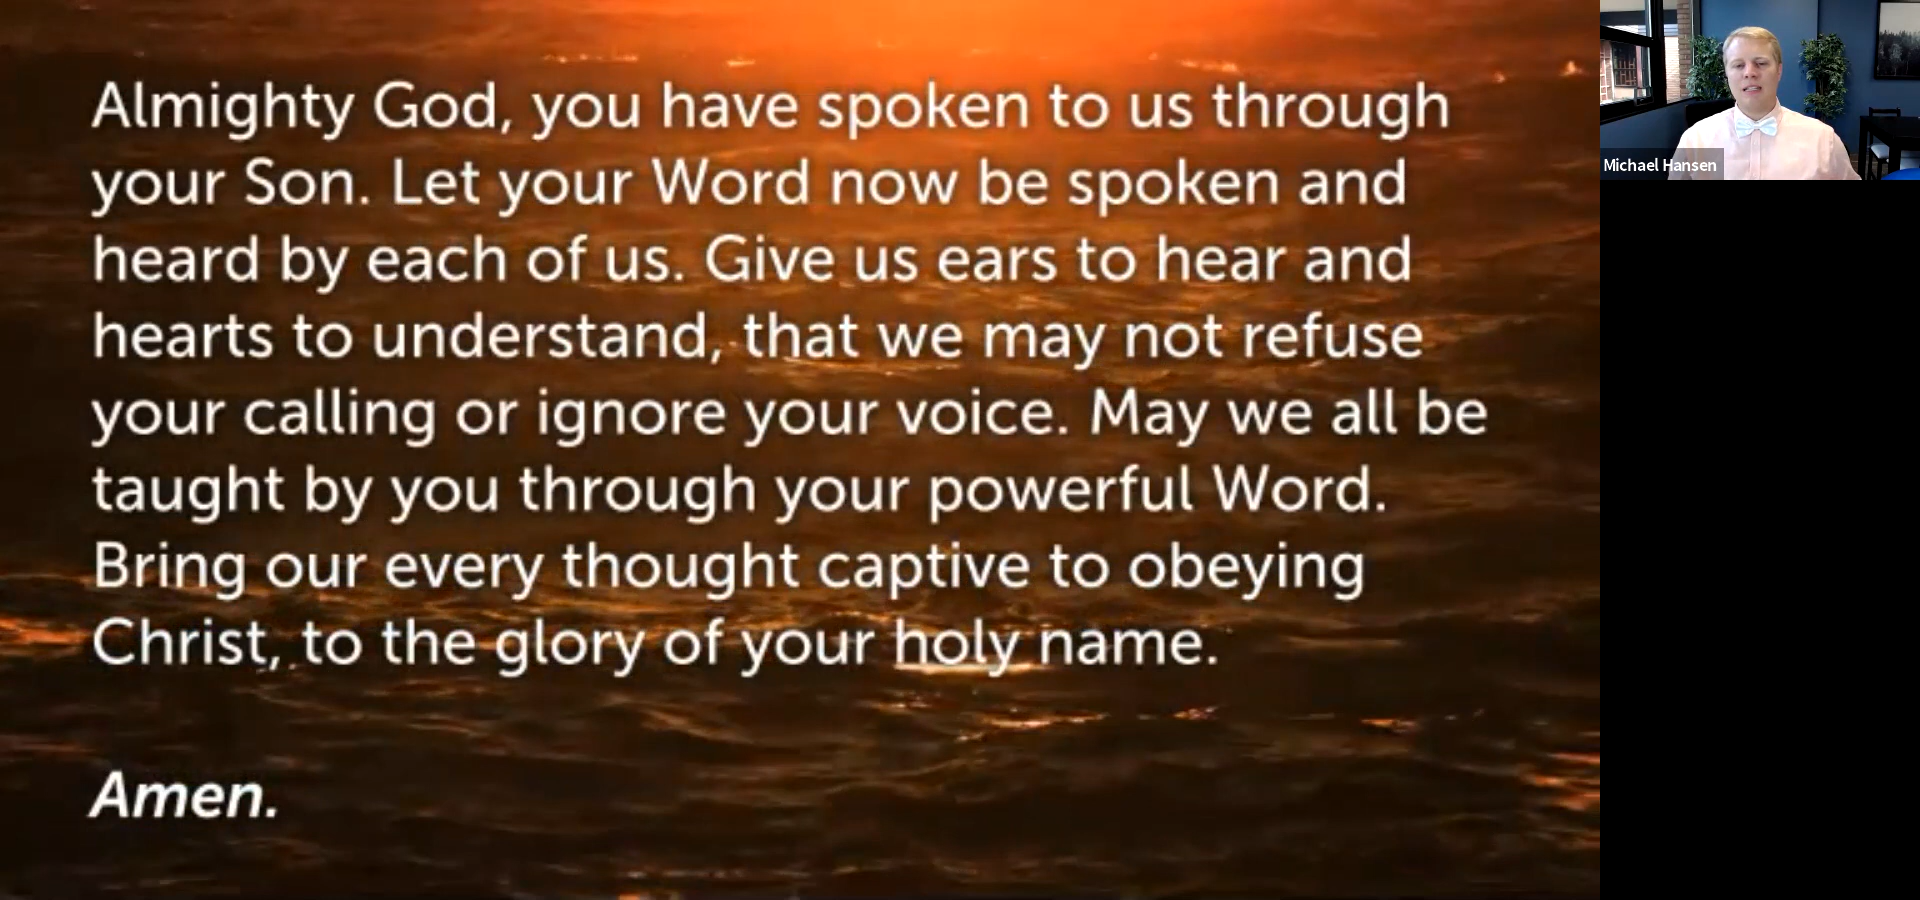 Almighty God, you have spoken to us through
your Son. Let your Word now be spoken and
heard by each of us. Give us ears to hear and
hearts to understand, that we may not refuse
your calling or ignore your voice. May we all be
taught by you through your powerful Word.
Bring our every thought captive to obeying
Christ, to the glory of your holy name.
Amen.
Michael Hansen